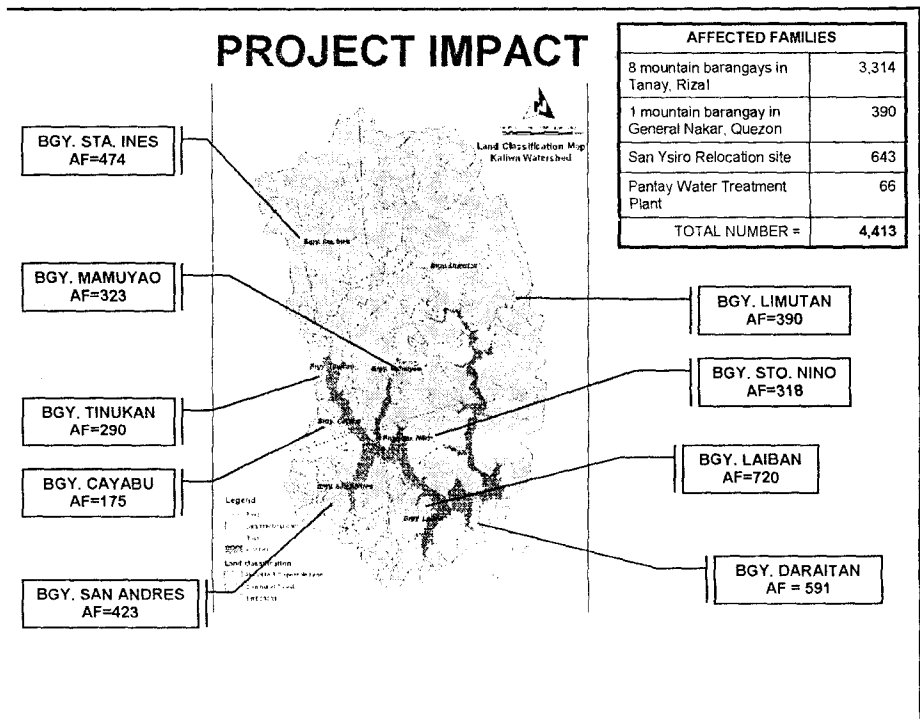 PROJECT IMPACT
AFFECTED FAMILIES
8 mountain barangays in Tanay, Rizal 3,314
1 mountain barangay in General Nakar, Quezon 390
San Ysiro Relocation site 643
Pantay Water Treatment Plant 66
TOTAL NUMBER = 4,413
Land Classification Map
Kaliwa Watershed
BGY. STA. INES
AF=474
BGY. MAMUYAO
AF=323
BGY. TINUKAN
AF=290
BGY. CAYABU
AF=175
BGY. SAN ANDRES
AF=423
BGY. LIMUTAN
AF=390
BGY. STO. NINO
AF=318
BGY. LAIBAN
AF=720
BGY. DARAITAN
AF = 591
Legend
Land classification